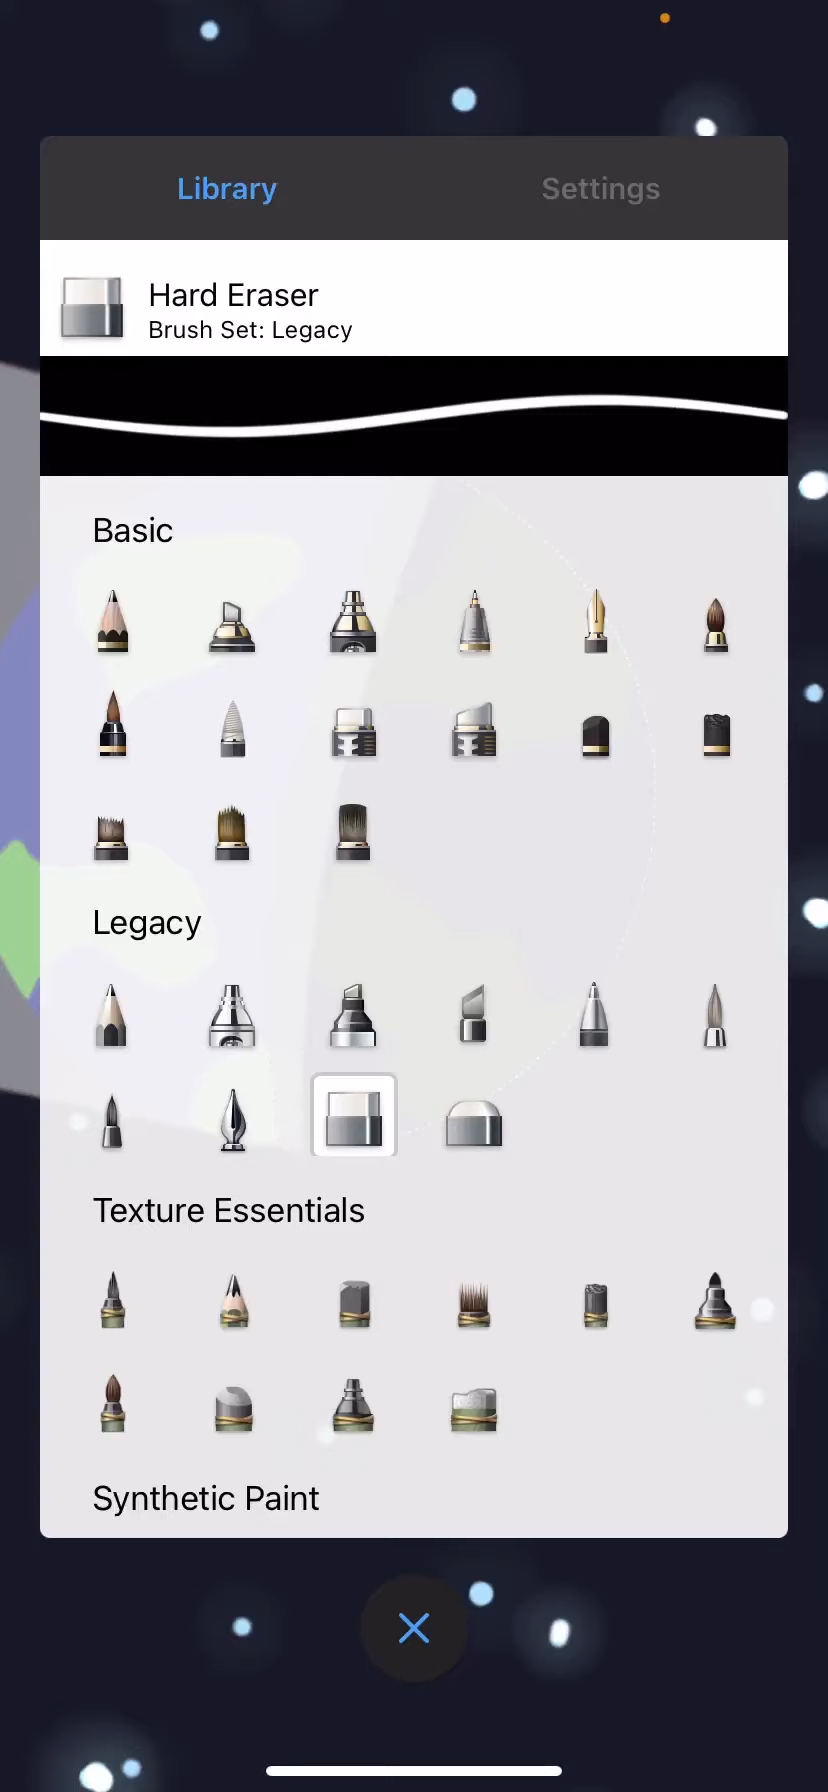 Library
Settings
Hard Eraser
Brush Set: Legacy
Basic
Legacy
Texture Essentials
Synthetic Paint